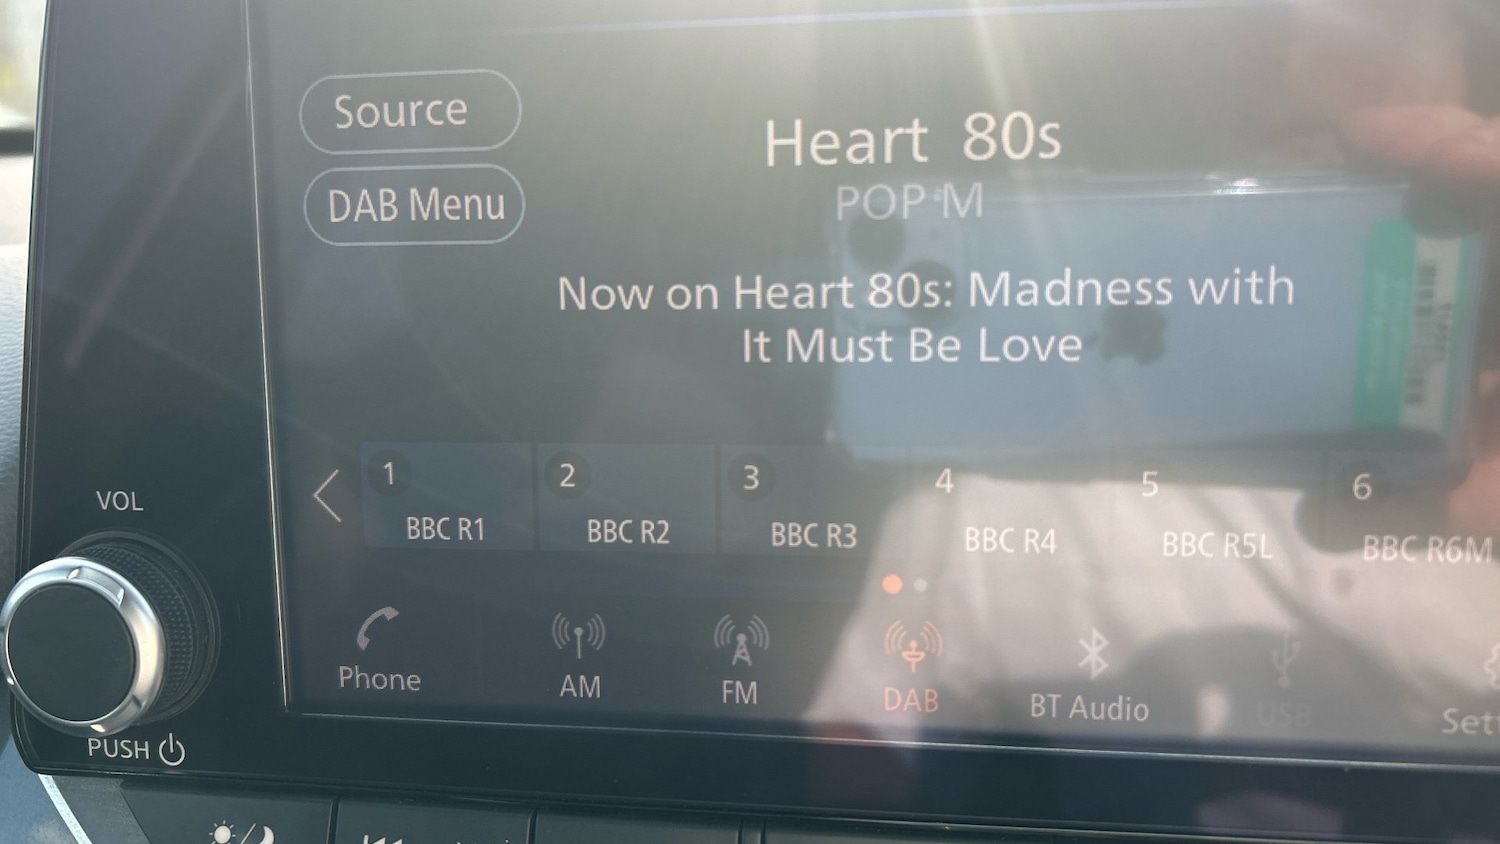 Source
DAB Menu
Heart 80s
POP M
Now on Heart 80s: Madness with
It Must Be Love
1
BBC R1
2
BBC R2
3
BBC R3
4
BBC R4
5
BBC R5L
6
BBC R6M
VOL
PUSH
Phone
AM
FM
DAB
BT Audio
USB